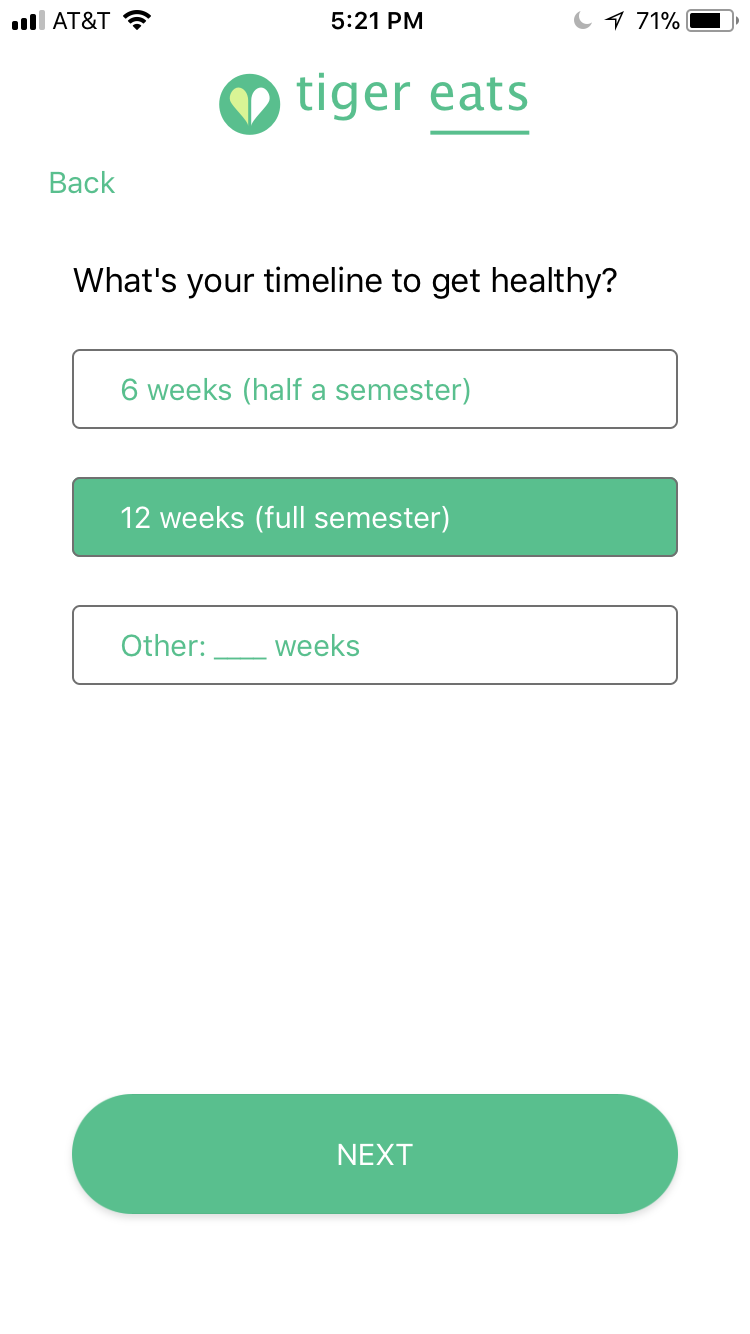 AT&T 5:21 PM 71%
tiger eats
Back
What's your timeline to get healthy?
6 weeks (half a semester)
12 weeks (full semester)
Other: ____ weeks
NEXT